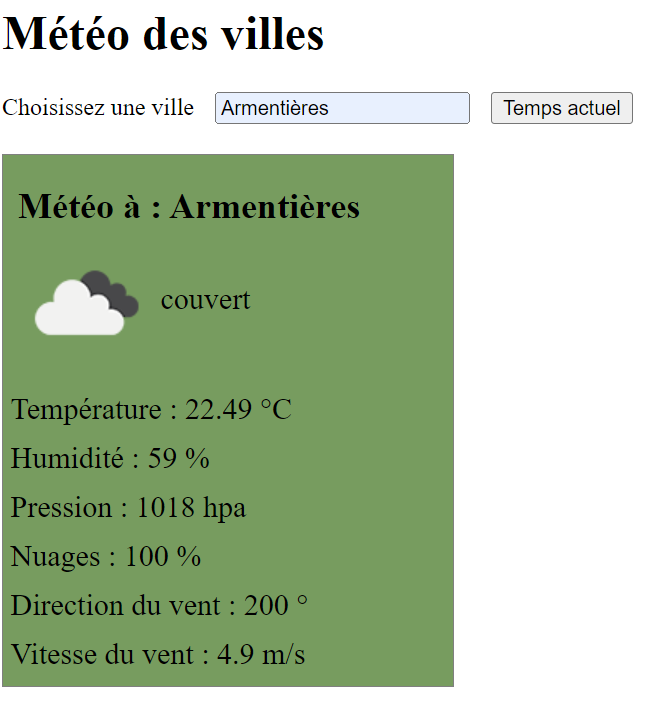 Météo des villes
Choisissez une ville Armentières Temps actuel
Météo à : Armentières
couvert
Température : 22.49 °C
Humidité : 59 %
Pression : 1018 hpa
Nuages : 100 %
Direction du vent : 200 °
Vitesse du vent : 4.9 m/s